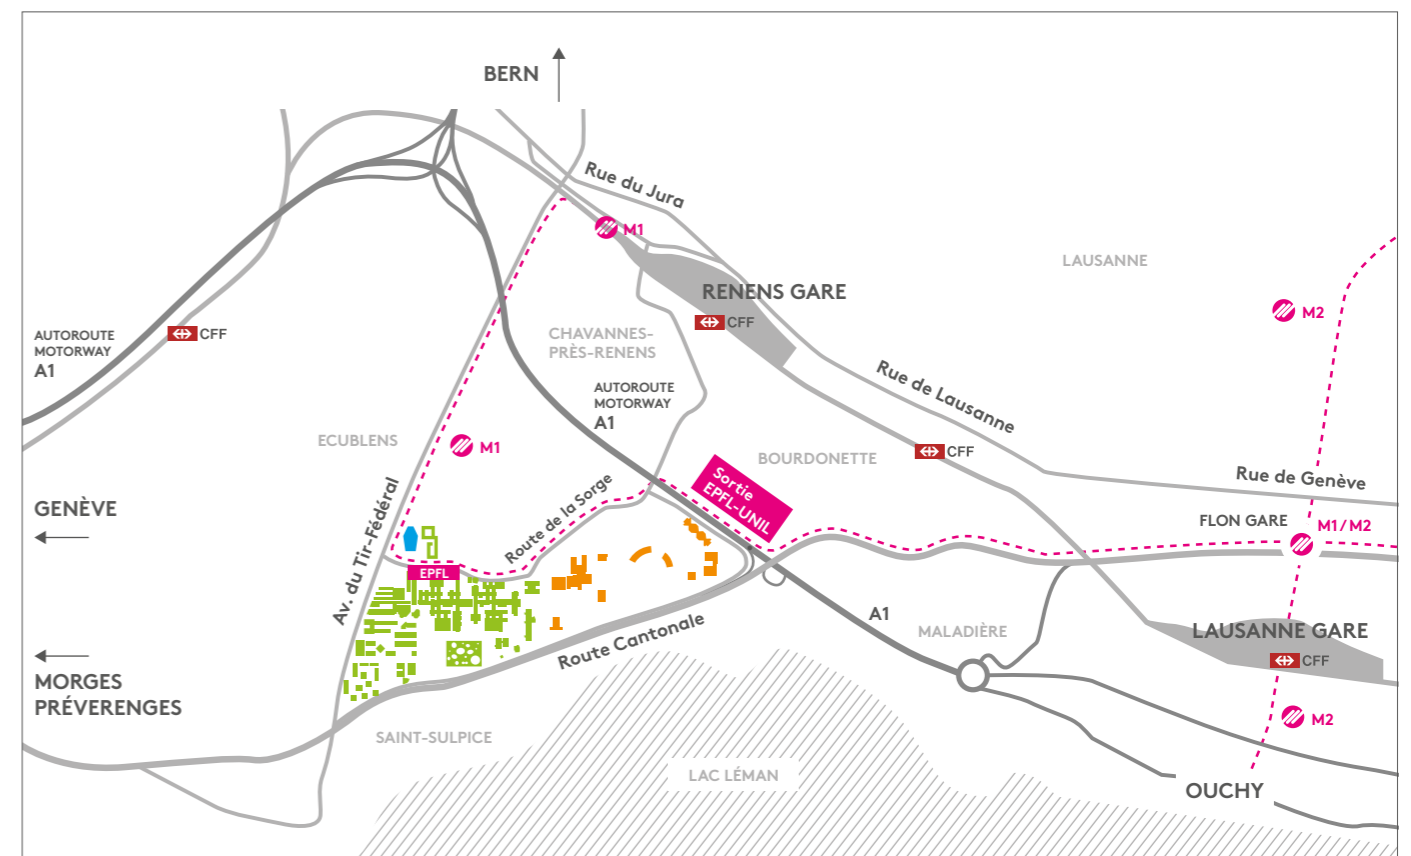 BERN
Rue du Jura
M1
LAUSANNE
RENENS GARE
M2
CFF
CFF
AUTOROUTE
MOTORWAY
A1
CHAVANNES-
PRÈS-RENENS
AUTOROUTE
MOTORWAY
A1
Rue de Lausanne
ECUBLENS
M1
BOURDONETTE
CFF
Sortie
EPFL-UNIL
Rue de Genève
GENÈVE
Av. du Tir-Fédéral
Route de la Sorge
FLON GARE
M1/M2
EPFL
A1
MALADIÈRE
LAUSANNE GARE
CFF
Route Cantonale
MORGES
PRÉVERENGES
SAINT-SULPICE
M2
LAC LÉMAN
OUCHY